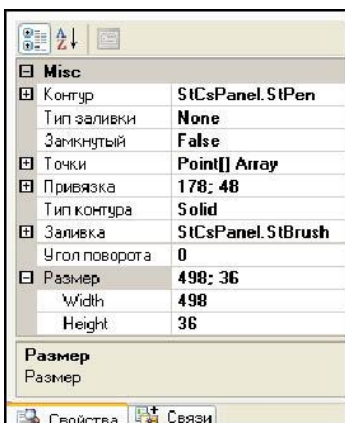 Misc
Контур StCsPanel.StPen
Тип заливки None
Замкнутый False
Точки Point[] Array
Привязка 178; 48
Тип контура Solid
Заливка StCsPanel.StBrush
Угол поворота 0
Размер 498; 36
Width 498
Height 36
Размер
Размер
Свойства Связи